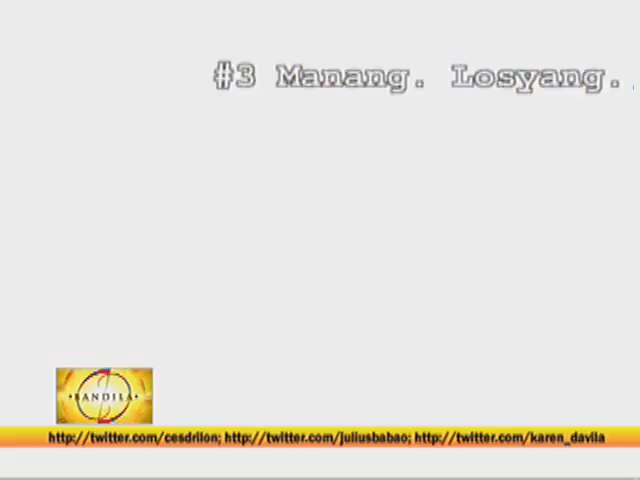 #3 Manang. Losyang.
BANDILA
http://twitter.com/cesdrilon; http://twitter.com/juliusbabao; http://twitter.com/karen_davila